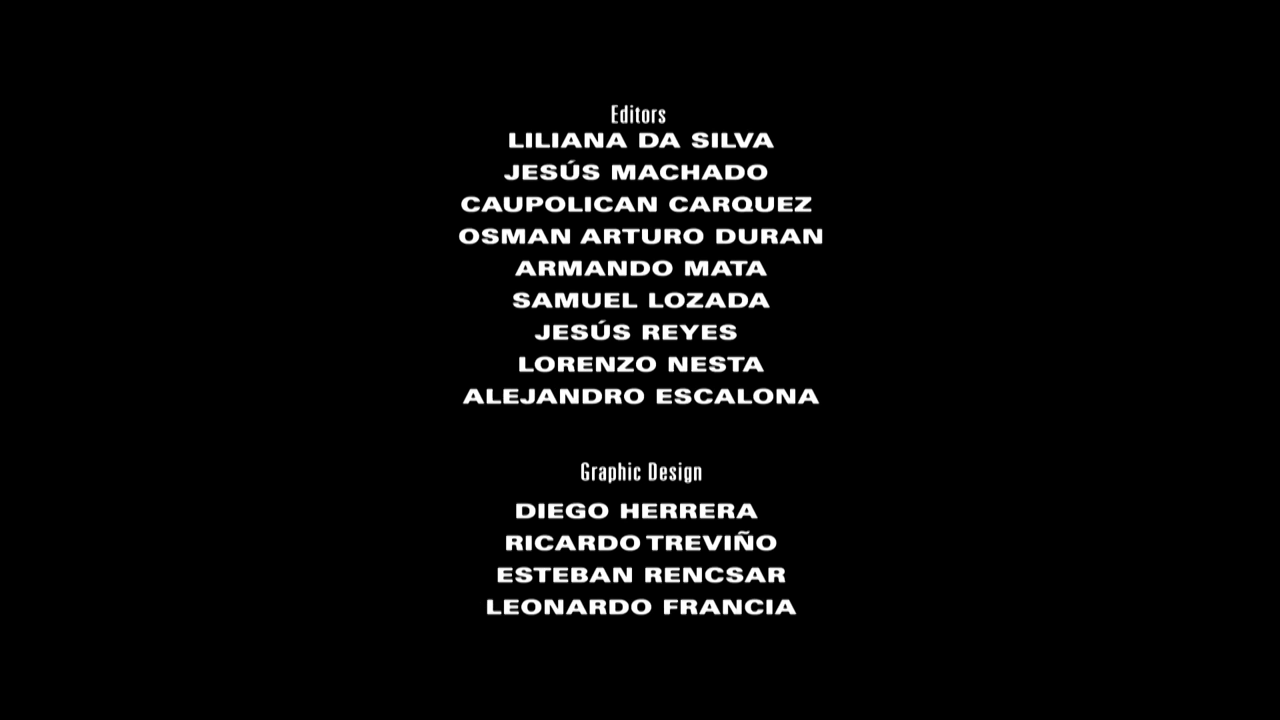 Editors
LILIANA DA SILVA
JESÚS MACHADO
CAUPOLICAN CARQUEZ
OSMAN ARTURO DURAN
ARMANDO MATA
SAMUEL LOZADA
JESÚS REYES
LORENZO NESTA
ALEJANDRO ESCALONA
Graphic Design
DIEGO HERRERA
RICARDO TREVIÑO
ESTEBAN RENCSAR
LEONARDO FRANCIA